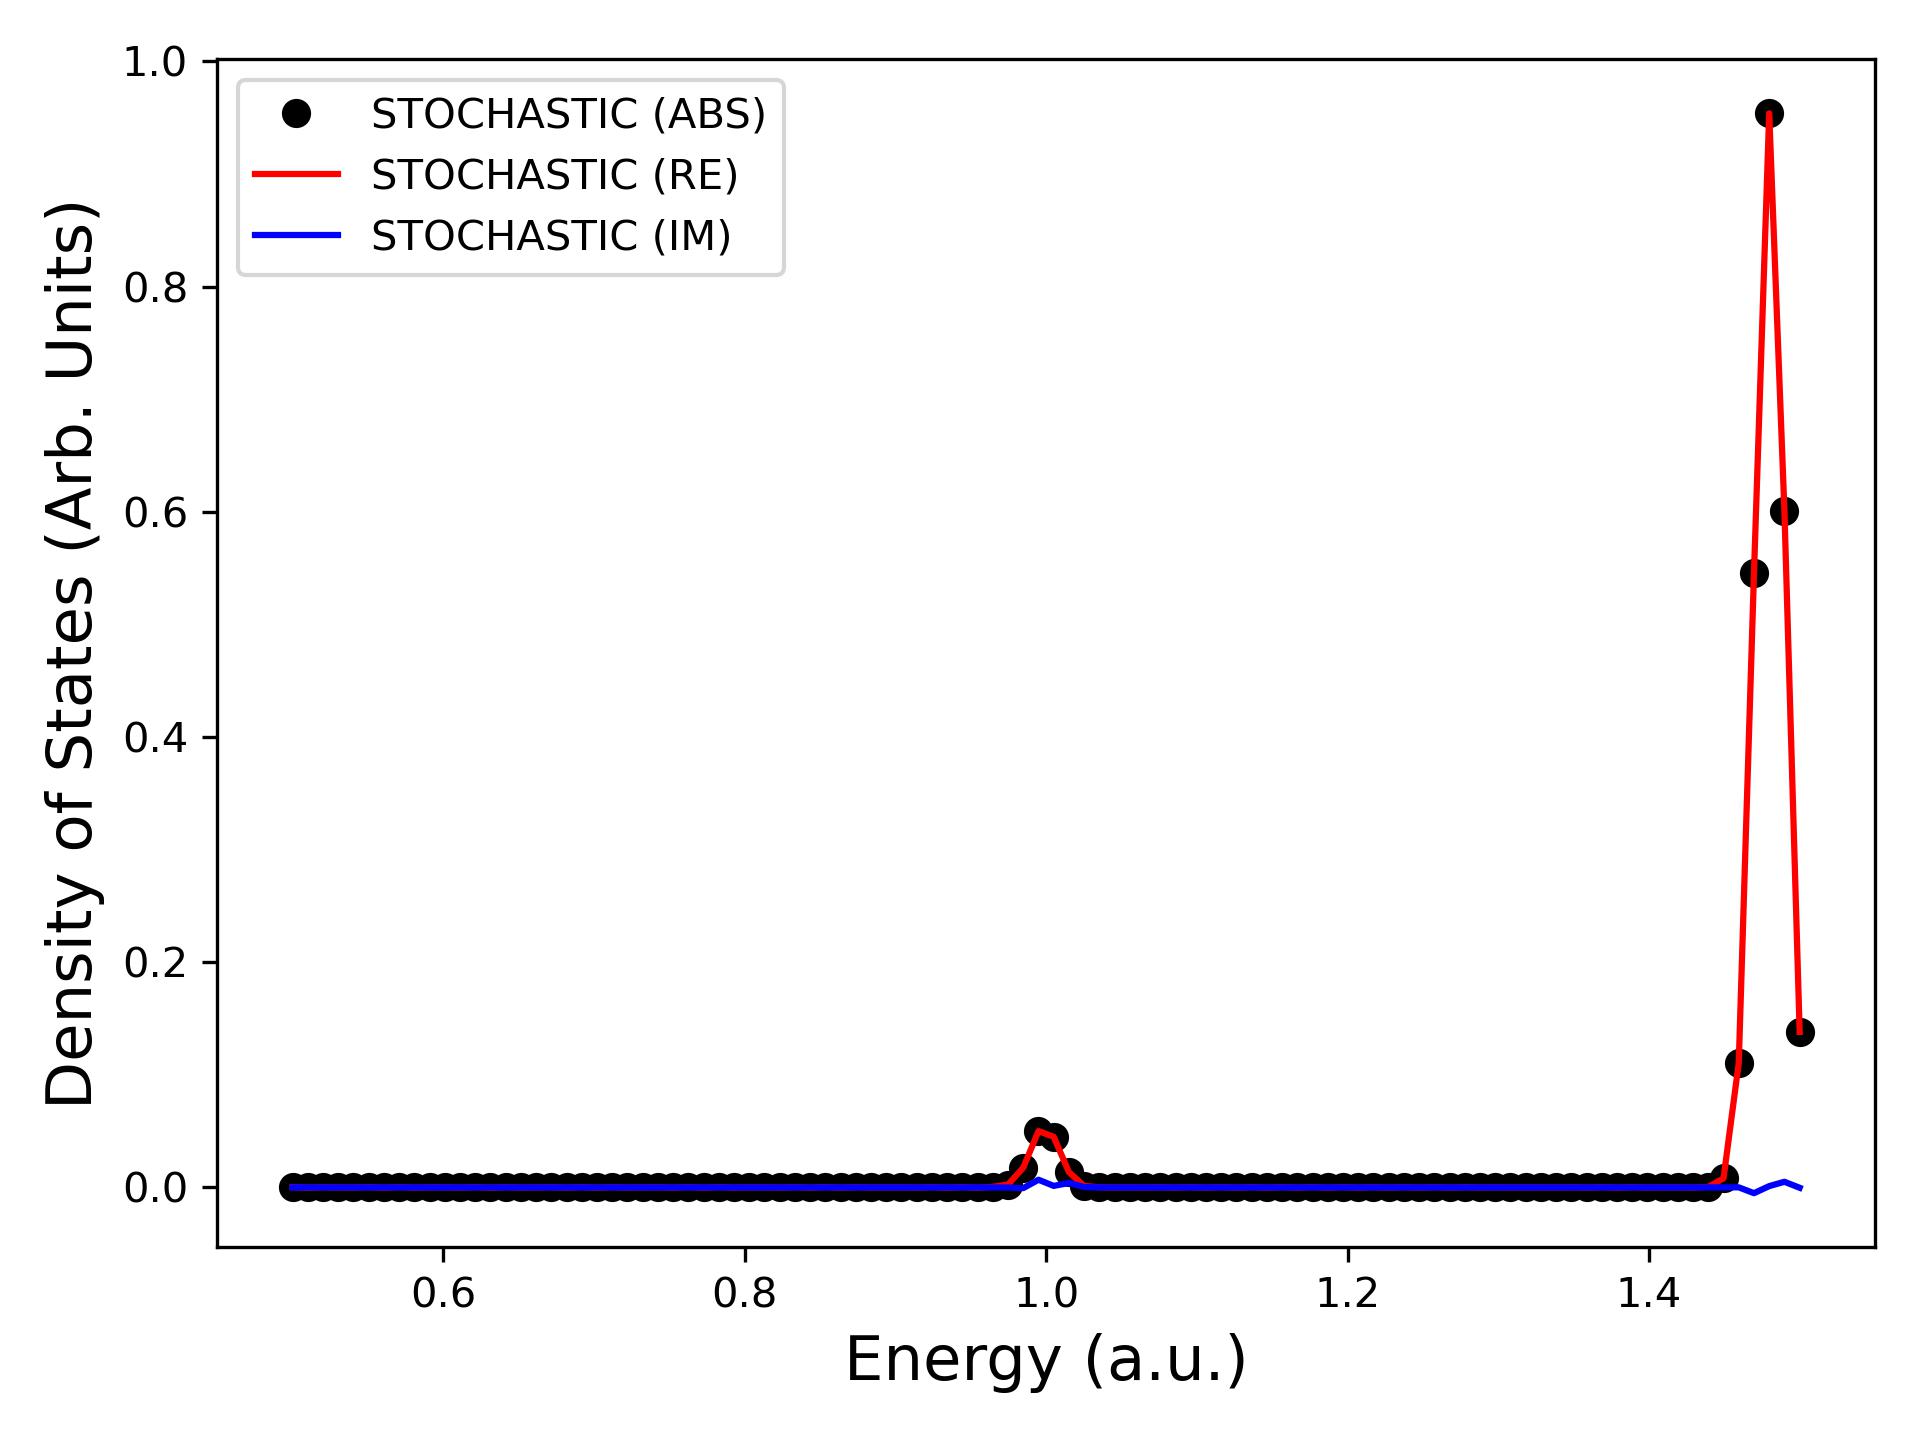 STOCHASTIC (ABS)
STOCHASTIC (RE)
STOCHASTIC (IM)
Density of States (Arb. Units)
1.0
0.8
0.6
0.4
0.2
0.0
0.6 0.8 1.0 1.2 1.4
Energy (a.u.)